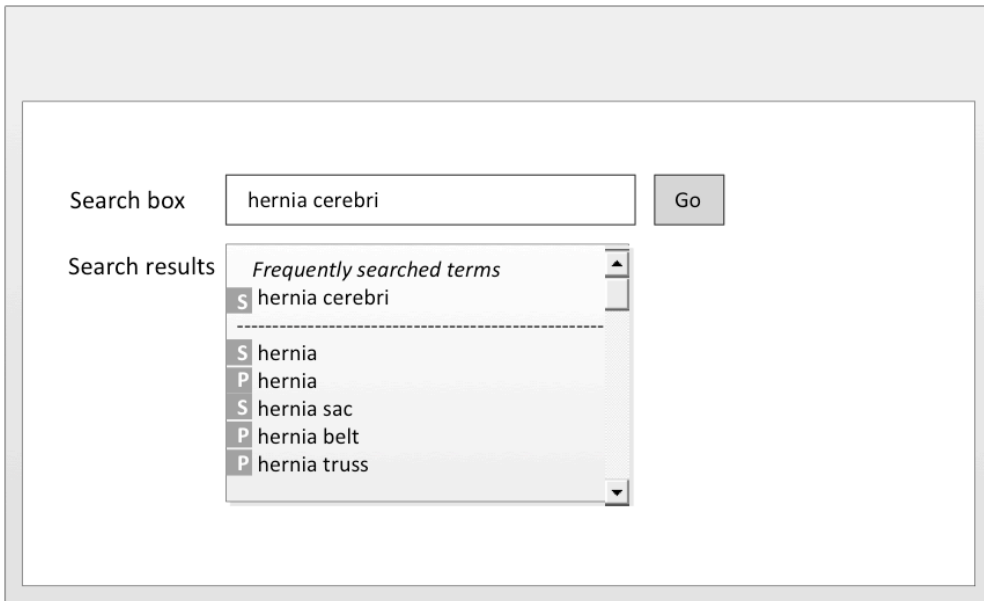 Search box hernia cerebri Go
Search results
Frequently searched terms
S hernia cerebri
----------------------------------------------------
S hernia
P hernia
S hernia sac
P hernia belt
P hernia truss